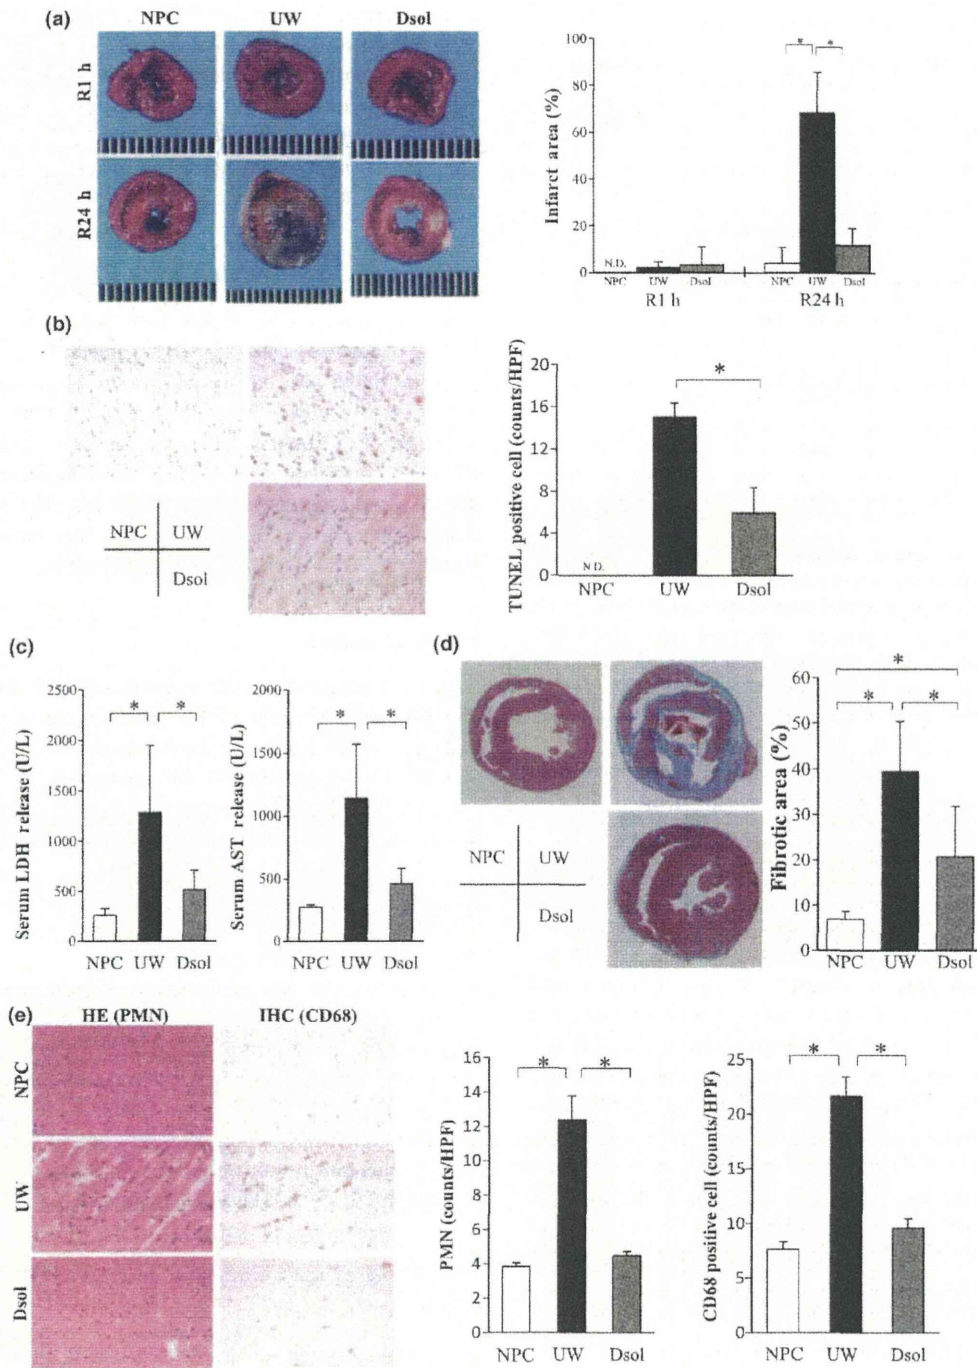 (a)
NPC UW Dsol
R1 h
R24 h
Infarct area (%)
100
80
60
40
20
0
* *
N.D.
NPC UW Dsol NPC UW Dsol
R1 h R24 h
(b)
NPC UW
Dsol
TUNEL positive cell (counts/HPF)
20
16
12
8
4
0
*
N.D.
NPC UW Dsol
(c)
Serum LDH release (U/L)
2500
2000
1500
1000
500
0
* *
NPC UW Dsol
Serum AST release (U/L)
2000
1500
1000
500
0
* *
NPC UW Dsol
(d)
NPC UW
Dsol
Fibrotic area (%)
60
50
40
30
20
10
0
*
* *
NPC UW Dsol
(e)
HE (PMN) IHC (CD68)
NPC
UW
Dsol
PMN (counts/HPF)
16
14
12
10
8
6
4
2
0
* *
NPC UW Dsol
CD68 positive cell (counts/HPF)
25
20
15
10
5
0
* *
NPC UW Dsol